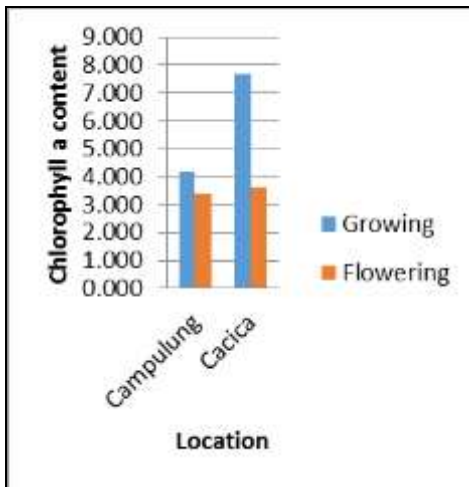 Chlorophyll a content
9.000
8.000
7.000
6.000
5.000
4.000
3.000
2.000
1.000
0.000
Campulung
Cacica
Location
Growing
Flowering